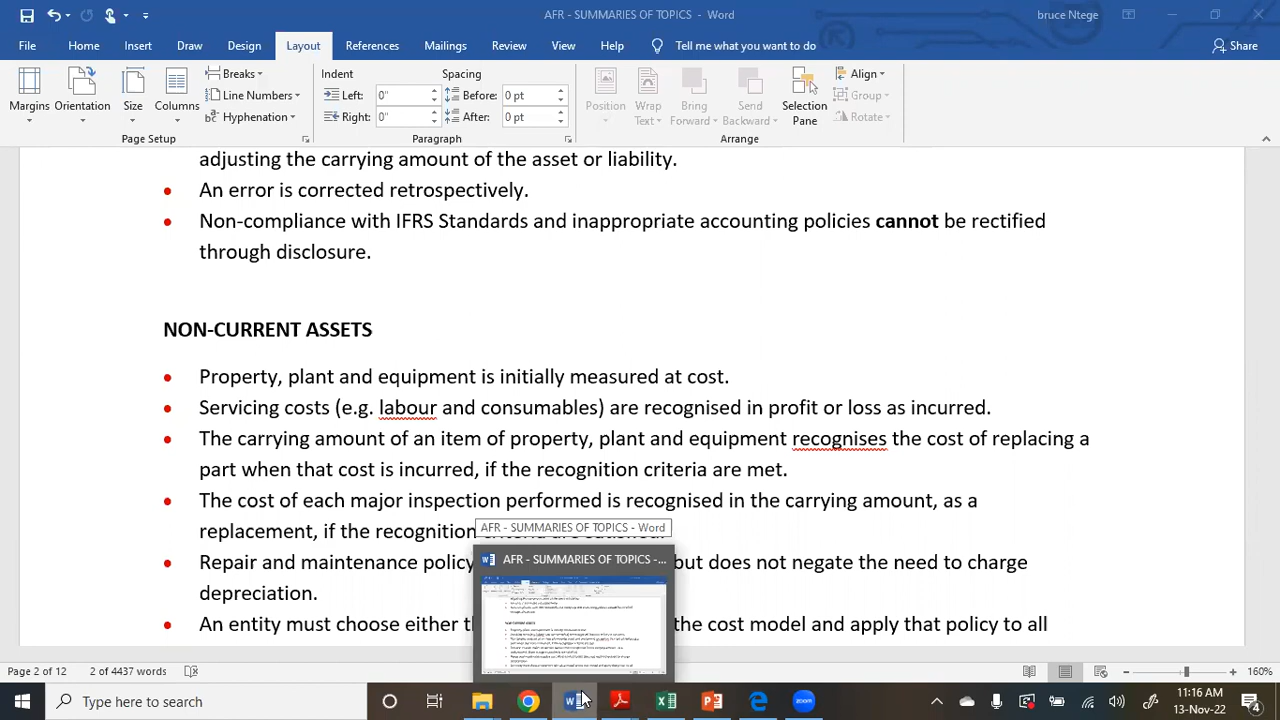 AFR - SUMMARIES OF TOPICS - Word
bruce Ntege
File Home Insert Draw Design Layout References Mailings Review View Help Tell me what you want to do Share
Margins Orientation Size Columns
Breaks
Line Numbers
Hyphenation
Page Setup
Indent
Left: 0"
Right: 0"
Spacing
Before: 0 pt
After: 0 pt
Paragraph
Position
Wrap Text
Bring Forward
Send Backward
Selection Pane
Align
Group
Rotate
Arrange
adjusting the carrying amount of the asset or liability.
An error is corrected retrospectively.
Non-compliance with IFRS Standards and inappropriate accounting policies cannot be rectified
through disclosure.
NON-CURRENT ASSETS
Property, plant and equipment is initially measured at cost.
Servicing costs (e.g. labour and consumables) are recognised in profit or loss as incurred.
The carrying amount of an item of property, plant and equipment recognises the cost of replacing a
part when that cost is incurred, if the recognition criteria are met.
The cost of each major inspection performed is recognised in the carrying amount, as a
replacement, if the recognition
AFR - SUMMARIES OF TOPICS - Word
AFR - SUMMARIES OF TOPICS -...
Repair and maintenance policy but does not negate the need to charge
depreciation.
An entity must choose either the cost model and apply that policy to all
Page 9 of 28 9082 words
160%
Type here to search
11:16 AM
13-Nov-22
4